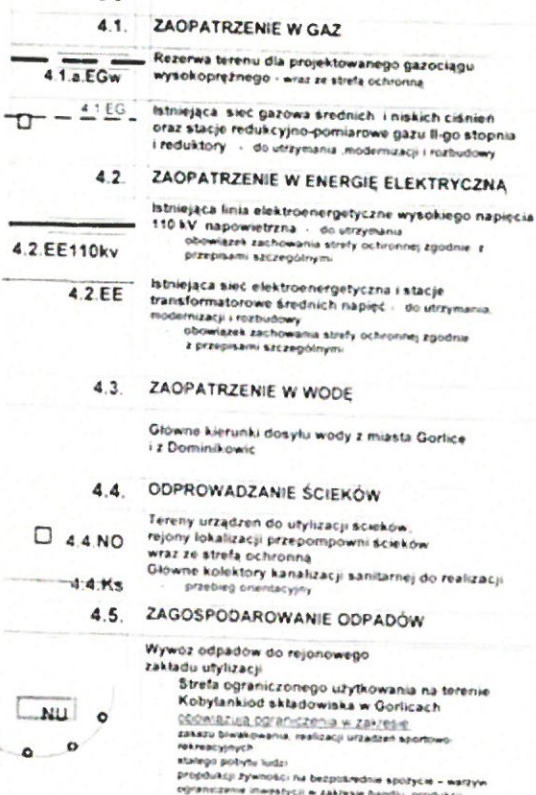 4.1. ZAOPATRZENIE W GAZ
4.1.a.EGw
Rezerwa terenu dla projektowanego gazociągu
wysokoprężnego - wraz ze strefą ochronną
4.1 EG
Istniejąca sieć gazowa średnich i niskich ciśnień
oraz stacje redukcyjno-pomiarowe gazu II-go stopnia
i reduktory - do utrzymania ,modernizacji i rozbudowy
4.2. ZAOPATRZENIE W ENERGIĘ ELEKTRYCZNĄ
4.2.EE110kv
Istniejąca linia elektroenergetyczne wysokiego napięcia
110 kV napowietrzna - do utrzymania
obowiązek zachowania strefy ochronnej zgodnie z
przepisami szczególnymi
4.2.EE
Istniejąca sieć elektroenergetyczna i stacje
transformatorowe średnich napięć - do utrzymania,
modernizacji i rozbudowy
obowiązek zachowania strefy ochronnej zgodnie
z przepisami szczególnymi
4.3. ZAOPATRZENIE W WODĘ
Główne kierunki dosyłu wody z miasta Gorlice
i z Dominikowic
4.4. ODPROWADZANIE ŚCIEKÓW
4.4.NO
Tereny urządzeń do utylizacji ścieków,
rejony lokalizacji przepompowni ścieków
wraz ze strefą ochronną
4.4.Ks
Główne kolektory kanalizacji sanitarnej do realizacji
- przebieg orientacyjny
4.5. ZAGOSPODAROWANIE ODPADÓW
Wywóz odpadów do rejonowego
zakładu utylizacji
NU
Strefa ograniczonego użytkowania na terenie
Kobylankiod składowiska w Gorlicach
obowiązują ograniczenia w zakresie
zakazu biwakowania, realizacji urządzeń sportowo-
rekreacyjnych
stałego pobytu ludzi
propdukcji żywności na bezpośrednie spożycie – warzyw
ograniczenie inwestycji w zakresie handlu, produkcji